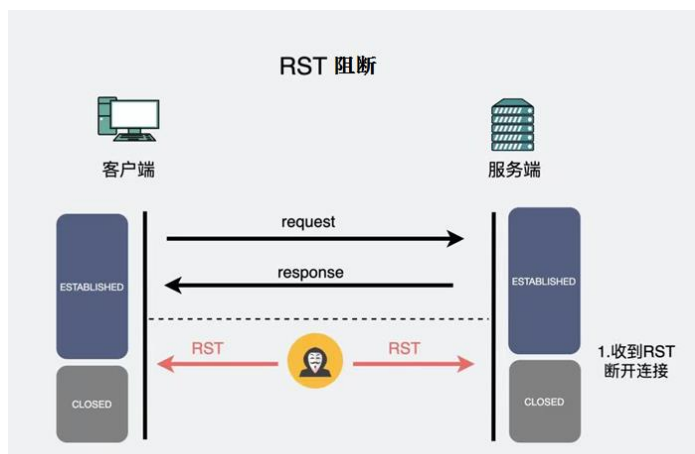 RST 阻断
客户端
服务端
request
response
ESTABLISHED
ESTABLISHED
RST
RST
1.收到RST
断开连接
CLOSED
CLOSED